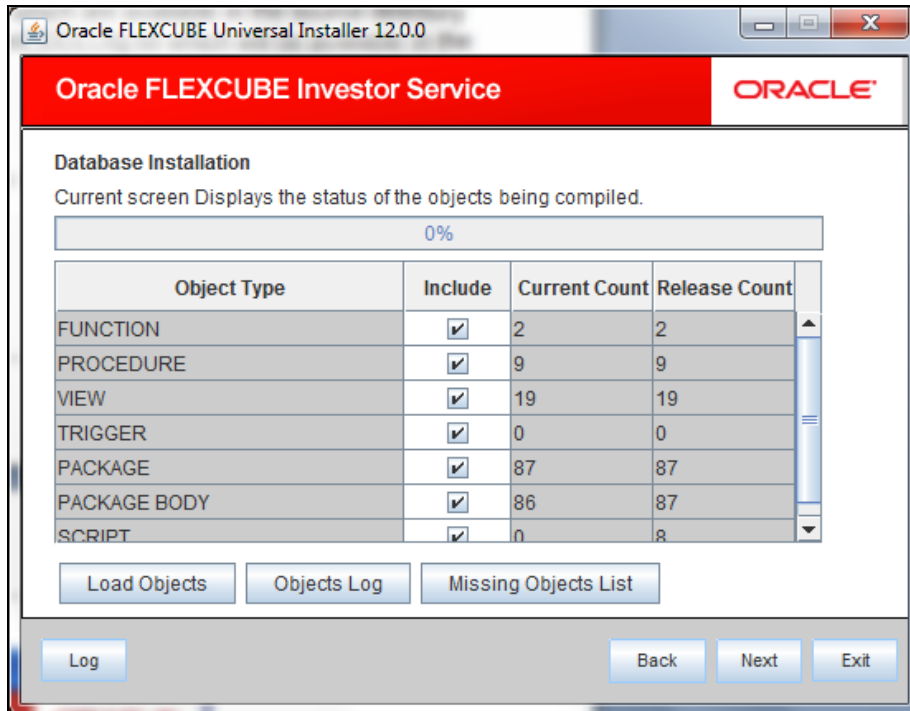 Oracle FLEXCUBE Universal Installer 12.0.0
Oracle FLEXCUBE Investor Service
ORACLE
Database Installation
Current screen Displays the status of the objects being compiled.
0%
Object Type Include Current Count Release Count
FUNCTION 2 2
PROCEDURE 9 9
VIEW 19 19
TRIGGER 0 0
PACKAGE 87 87
PACKAGE BODY 86 87
SCRIPT 0 8
Load Objects Objects Log Missing Objects List
Log Back Next Exit